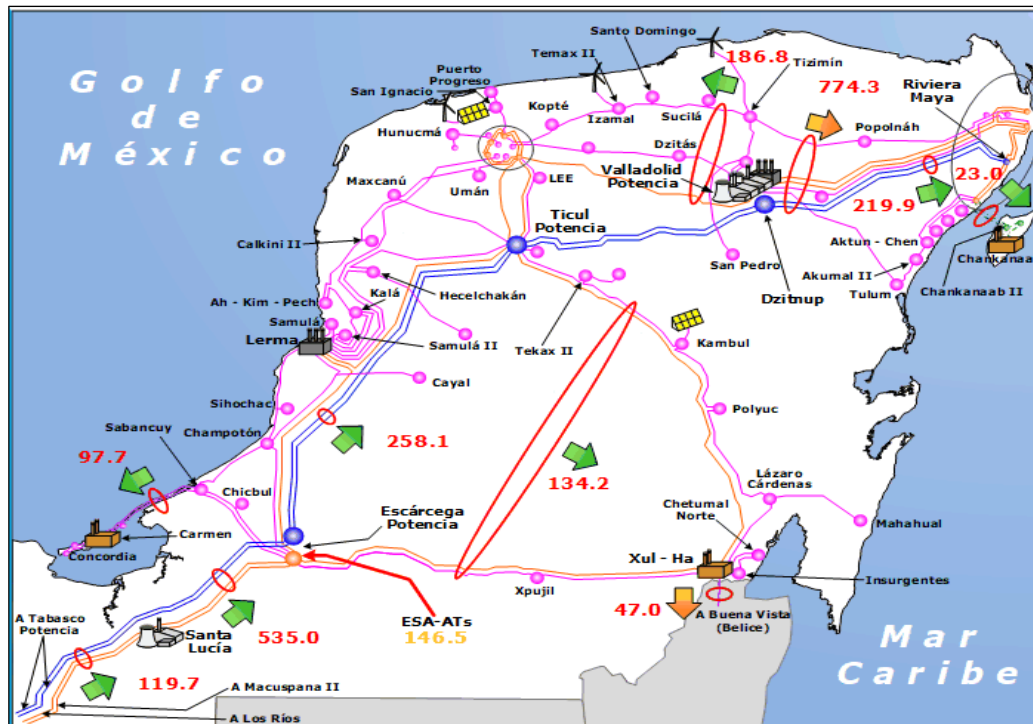 Golfo
de
México
Santo Domingo
Temax II
186.8
Tizimín
Puerto
Progreso
San Ignacio
774.3
Riviera
Maya
Kopté
Izamal
Sucilá
Hunucmá
Popolnáh
Dzitás
Valladolid
Potencia
23.0
Maxcanú
Umán
LEE
219.9
Ticul
Potencia
Calkini II
Aktun - Chen
Chankanaab
San Pedro
Akumal II
Tulum
Chankanaab II
Dzitnup
Ah - Kim - Pech
Kalá
Hecelchakán
Samulá
Lerma
Samulá II
Tekax II
Kambul
Cayal
Sihochac
Polyuc
Sabancuy
Champotón
258.1
97.7
134.2
Chicbul
Lázaro
Cárdenas
Escárcega
Potencia
Chetumal
Norte
Mahahual
Carmen
Concordia
Xul - Ha
Insurgentes
Xpujil
A Tabasco
Potencia
Santa
Lucía
535.0
ESA-ATs
146.5
47.0
A Buena Vista
(Belice)
Mar
Caribe
119.7
A Macuspana II
A Los Ríos